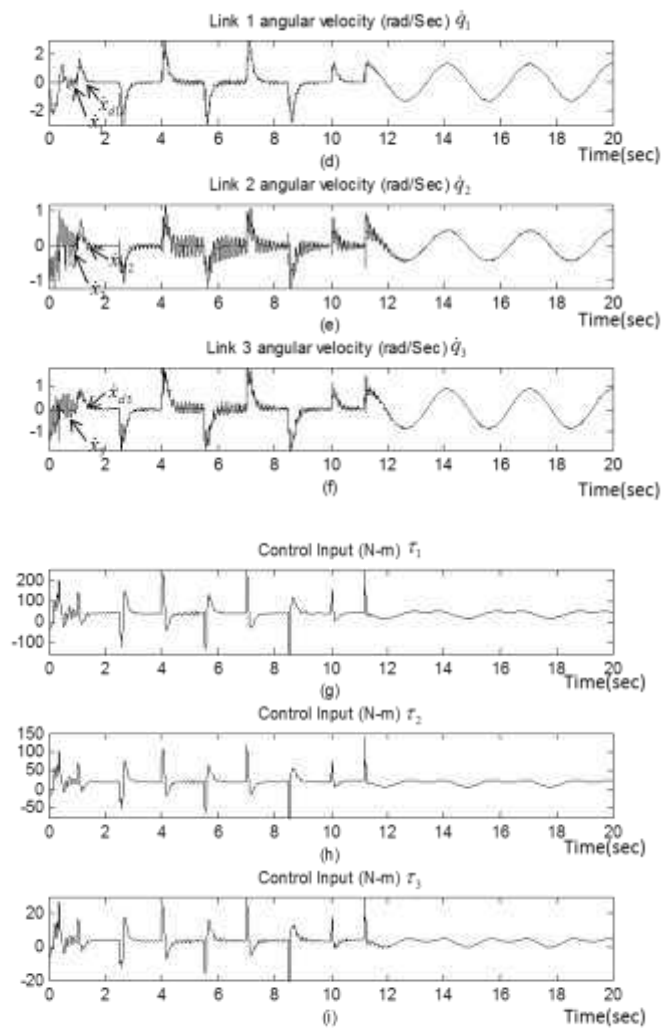 Link 1 angular velocity (rad/Sec) q̇₁
2
0
-2
ẋ
ẋd
0 2 4 6 8 10 12 14 16 18 20
(d)
Time(sec)
Link 2 angular velocity (rad/Sec) q̇₂
1
0
-1
0 2 4 6 8 10 12 14 16 18 20
(e)
Time(sec)
Link 3 angular velocity (rad/Sec) q̇₃
1
0
-1
ẋd3
0 2 4 6 8 10 12 14 16 18 20
(f)
Time(sec)
Control Input (N-m) τ₁
200
100
0
-100
0 2 4 6 8 10 12 14 16 18 20
(g)
Time(sec)
Control Input (N-m) τ₂
150
100
50
0
-50
0 2 4 6 8 10 12 14 16 18 20
(h)
Time(sec)
Control Input (N-m) τ₃
20
0
-20
0 2 4 6 8 10 12 14 16 18 20
(i)
Time(sec)